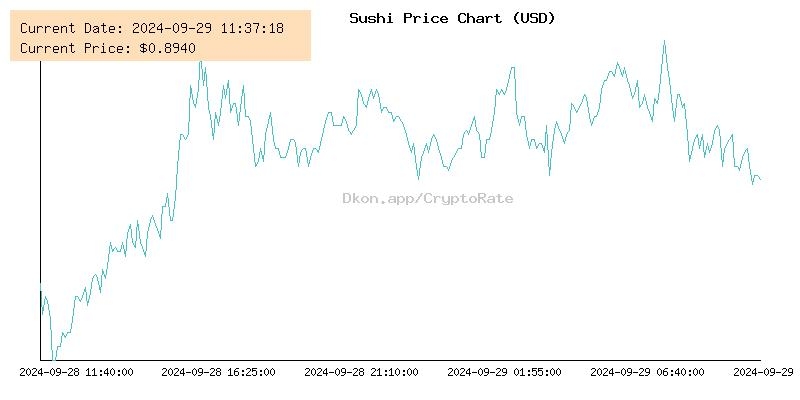 Sushi Price Chart (USD)
Current Date: 2024-09-29 11:37:18
Current Price: $0.8940
Dkon.app/CryptoRate
2024-09-28 11:40:00 2024-09-28 16:25:00 2024-09-28 21:10:00 2024-09-29 01:55:00 2024-09-29 06:40:00 2024-09-29